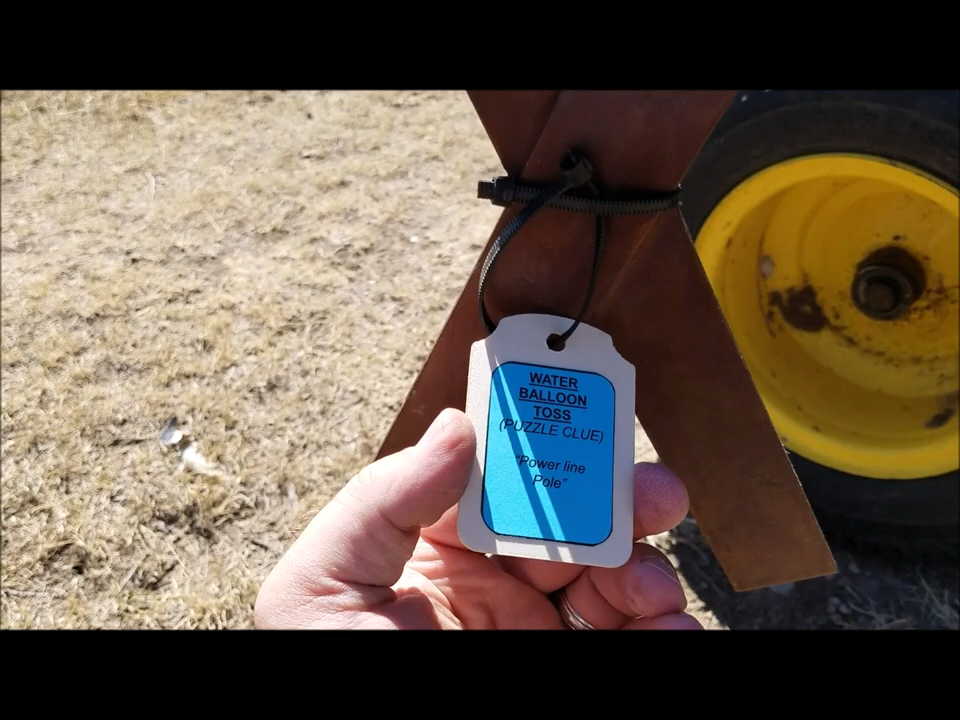 WATER
BALLOON
TOSS
(PUZZLE CLUE)
"Power line
Pole"